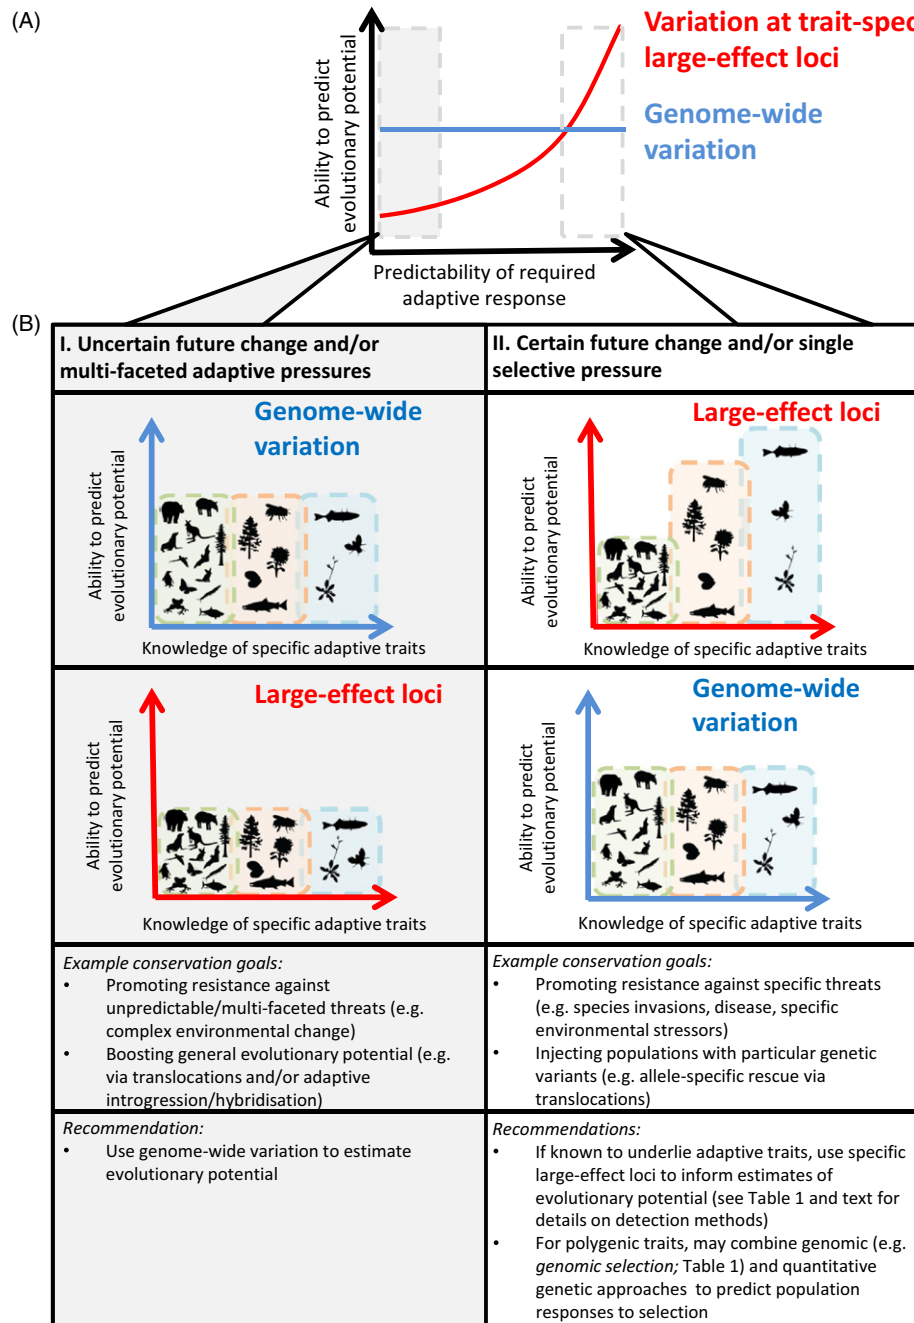 (A)
Variation at trait-spec
large-effect loci
Genome-wide
variation
Ability to predict
evolutionary potential
Predictability of required
adaptive response
(B)
I. Uncertain future change and/or
multi-faceted adaptive pressures
II. Certain future change and/or single
selective pressure
Genome-wide
variation
Ability to predict
evolutionary potential
Knowledge of specific adaptive traits
Large-effect loci
Ability to predict
evolutionary potential
Knowledge of specific adaptive traits
Large-effect loci
Ability to predict
evolutionary potential
Knowledge of specific adaptive traits
Genome-wide
variation
Ability to predict
evolutionary potential
Knowledge of specific adaptive traits
Example conservation goals:
• Promoting resistance against
unpredictable/multi-faceted threats (e.g.
complex environmental change)
• Boosting general evolutionary potential (e.g.
via translocations and/or adaptive
introgression/hybridisation)
Example conservation goals:
• Promoting resistance against specific threats
(e.g. species invasions, disease, specific
environmental stressors)
• Injecting populations with particular genetic
variants (e.g. allele-specific rescue via
translocations)
Recommendation:
• Use genome-wide variation to estimate
evolutionary potential
Recommendations:
• If known to underlie adaptive traits, use specific
large-effect loci to inform estimates of
evolutionary potential (see Table 1 and text for
details on detection methods)
• For polygenic traits, may combine genomic (e.g.
genomic selection; Table 1) and quantitative
genetic approaches to predict population
responses to selection